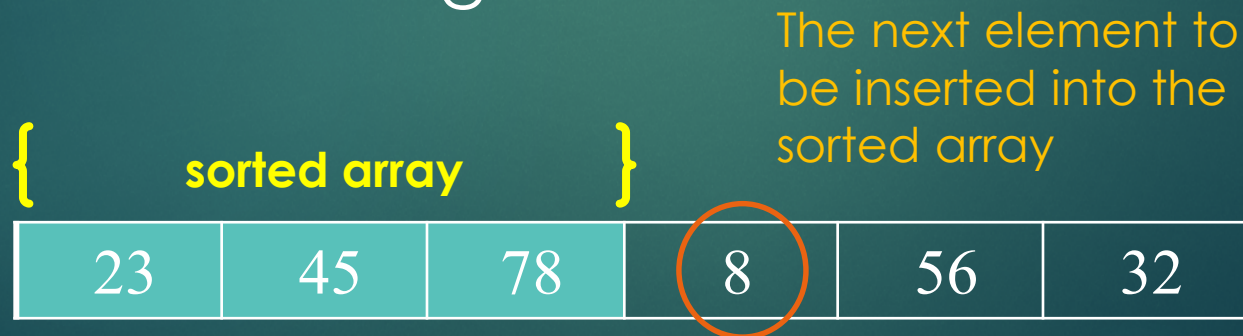 The next element to
be inserted into the
sorted array
sorted array
23 45 78 8 56 32